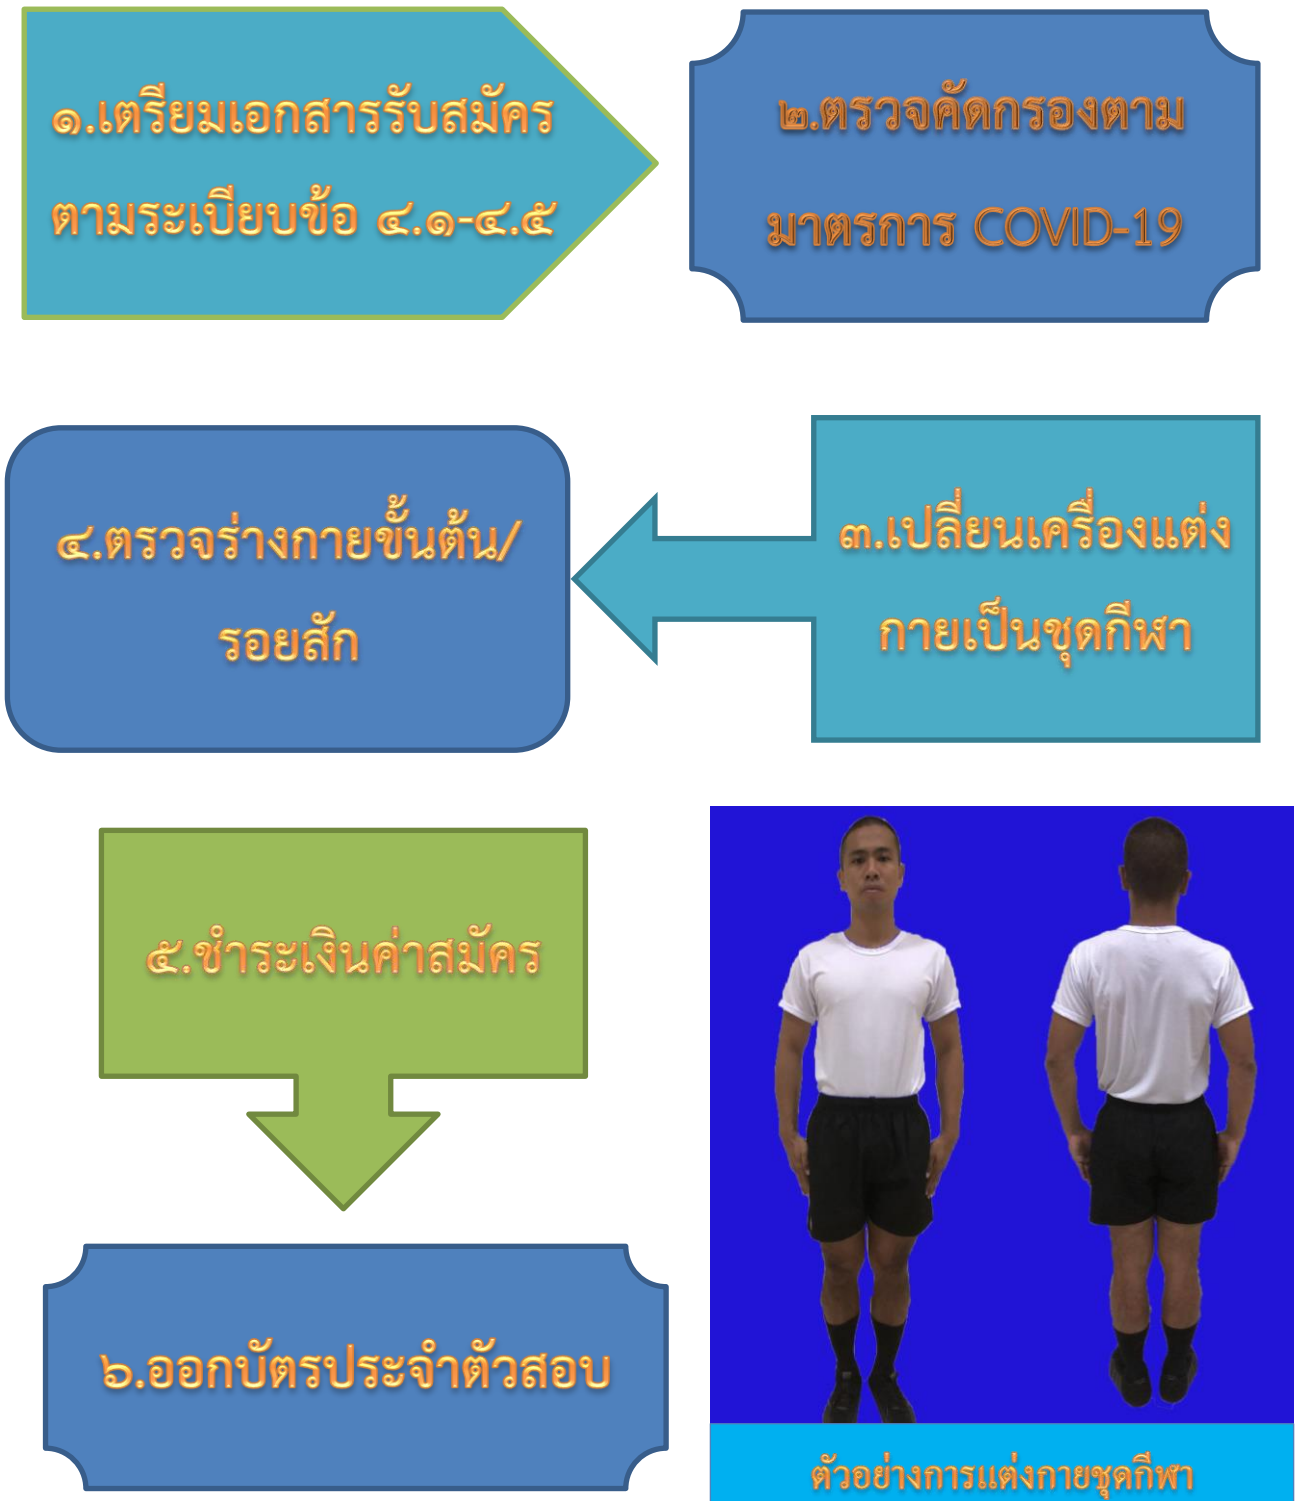 ๑.เตรียมเอกสารรับสมัคร
ตามระเบียบข้อ ๔.๑-๔.๕
๒.ตรวจคัดกรองตาม
มาตรการ COVID-19
๓.เปลี่ยนเครื่องแต่ง
กายเป็นชุดกีฬา
๔.ตรวจร่างกายขั้นต้น/
รอยสัก
๕.ชำระเงินค่าสมัคร
๖.ออกบัตรประจำตัวสอบ
ตัวอย่างการแต่งกายชุดกีฬา